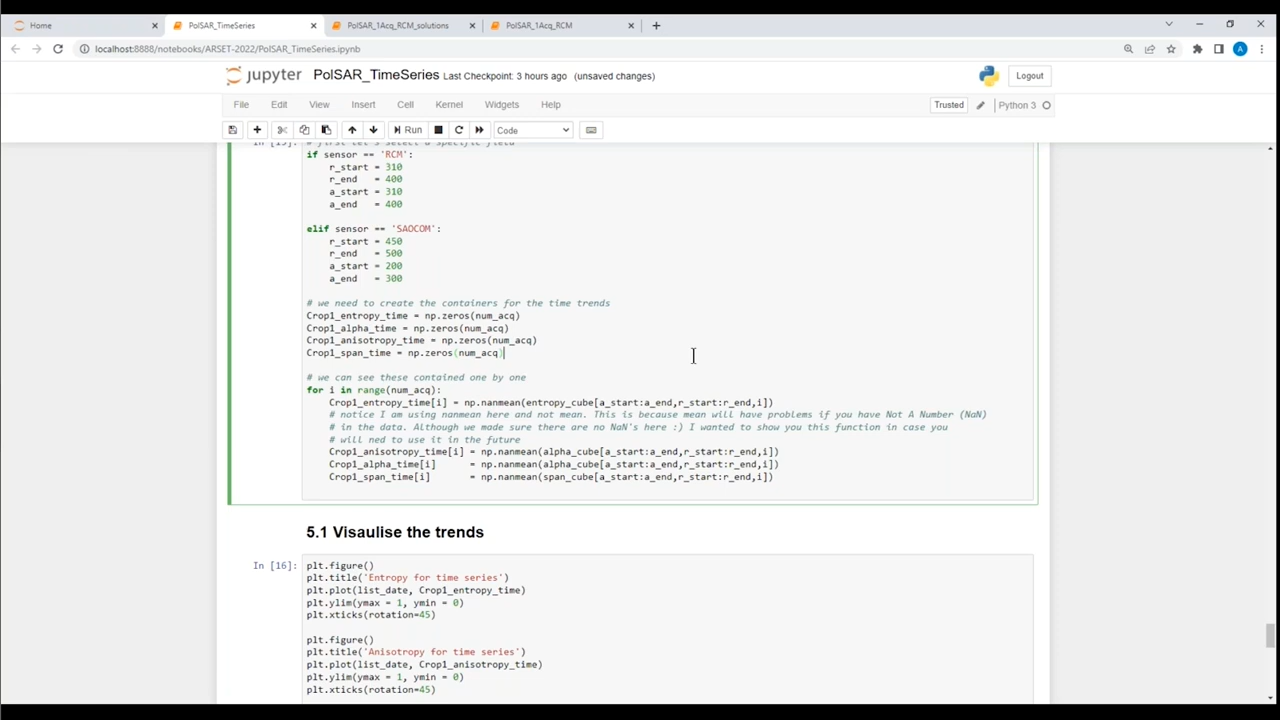 Home
PolSAR_TimeSeries
PolSAR_1Acq_RCM_solutions
PolSAR_1Acq_RCM
localhost:8888/notebooks/ARSET-2022/PolSAR_TimeSeries.ipynb
A
jupyter PolSAR_TimeSeries Last Checkpoint: 3 hours ago (unsaved changes)
Logout
File Edit View Insert Cell Kernel Widgets Help
Trusted
Python 3
Run
Code
In [15]:
# first let's select a specific field
if sensor == 'RCM':
    r_start = 310
    r_end   = 400
    a_start = 310
    a_end   = 400
elif sensor == 'SAOCOM':
    r_start = 450
    r_end   = 500
    a_start = 200
    a_end   = 300
# we need to create the containers for the time trends
Crop1_entropy_time = np.zeros(num_acq)
Crop1_alpha_time = np.zeros(num_acq)
Crop1_anisotropy_time = np.zeros(num_acq)
Crop1_span_time = np.zeros(num_acq)
# we can see these contained one by one
for i in range(num_acq):
    Crop1_entropy_time[i] = np.nanmean(entropy_cube[a_start:a_end,r_start:r_end,i])
    # notice I am using nanmean here and not mean. This is because mean will have problems if you have Not A Number (NaN)
    # in the data. Although we made sure there are no NaN's here :) I wanted to show you this function in case you
    # will ned to use it in the future
    Crop1_anisotropy_time[i] = np.nanmean(alpha_cube[a_start:a_end,r_start:r_end,i])
    Crop1_alpha_time[i]      = np.nanmean(alpha_cube[a_start:a_end,r_start:r_end,i])
    Crop1_span_time[i]       = np.nanmean(span_cube[a_start:a_end,r_start:r_end,i])
5.1 Visaulise the trends
In [16]:
plt.figure()
plt.title('Entropy for time series')
plt.plot(list_date, Crop1_entropy_time)
plt.ylim(ymax = 1, ymin = 0)
plt.xticks(rotation=45)
plt.figure()
plt.title('Anisotropy for time series')
plt.plot(list_date, Crop1_anisotropy_time)
plt.ylim(ymax = 1, ymin = 0)
plt.xticks(rotation=45)